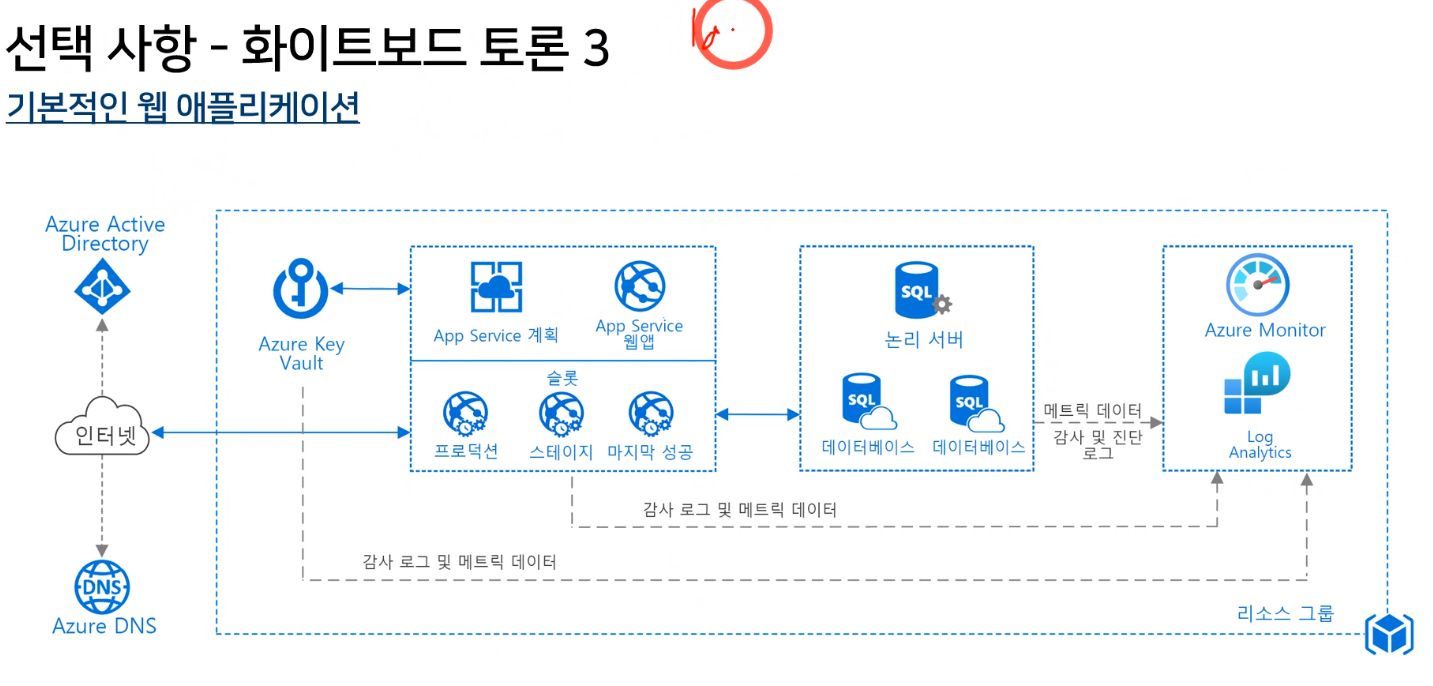 선택 사항 - 화이트보드 토론 3
기본적인 웹 애플리케이션
Azure Active
Directory
인터넷
DNS
Azure DNS
Azure Key
Vault
App Service 계획
App Service
웹앱
슬롯
프로덕션
스테이지
마지막 성공
SQL
논리 서버
SQL
데이터베이스
SQL
데이터베이스
메트릭 데이터
감사 및 진단
로그
Azure Monitor
Log
Analytics
감사 로그 및 메트릭 데이터
감사 로그 및 메트릭 데이터
리소스 그룹